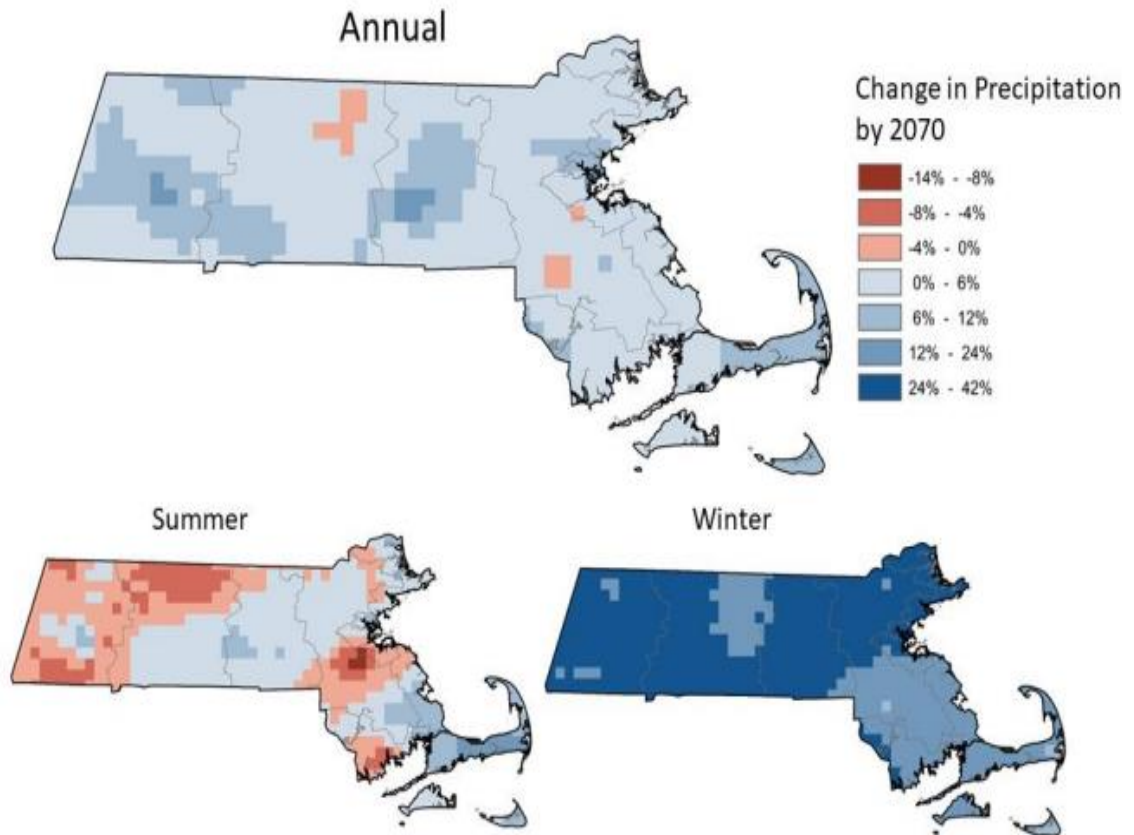 Annual
Change in Precipitation
by 2070
-14% - -8%
-8% - -4%
-4% - 0%
0% - 6%
6% - 12%
12% - 24%
24% - 42%
Summer
Winter